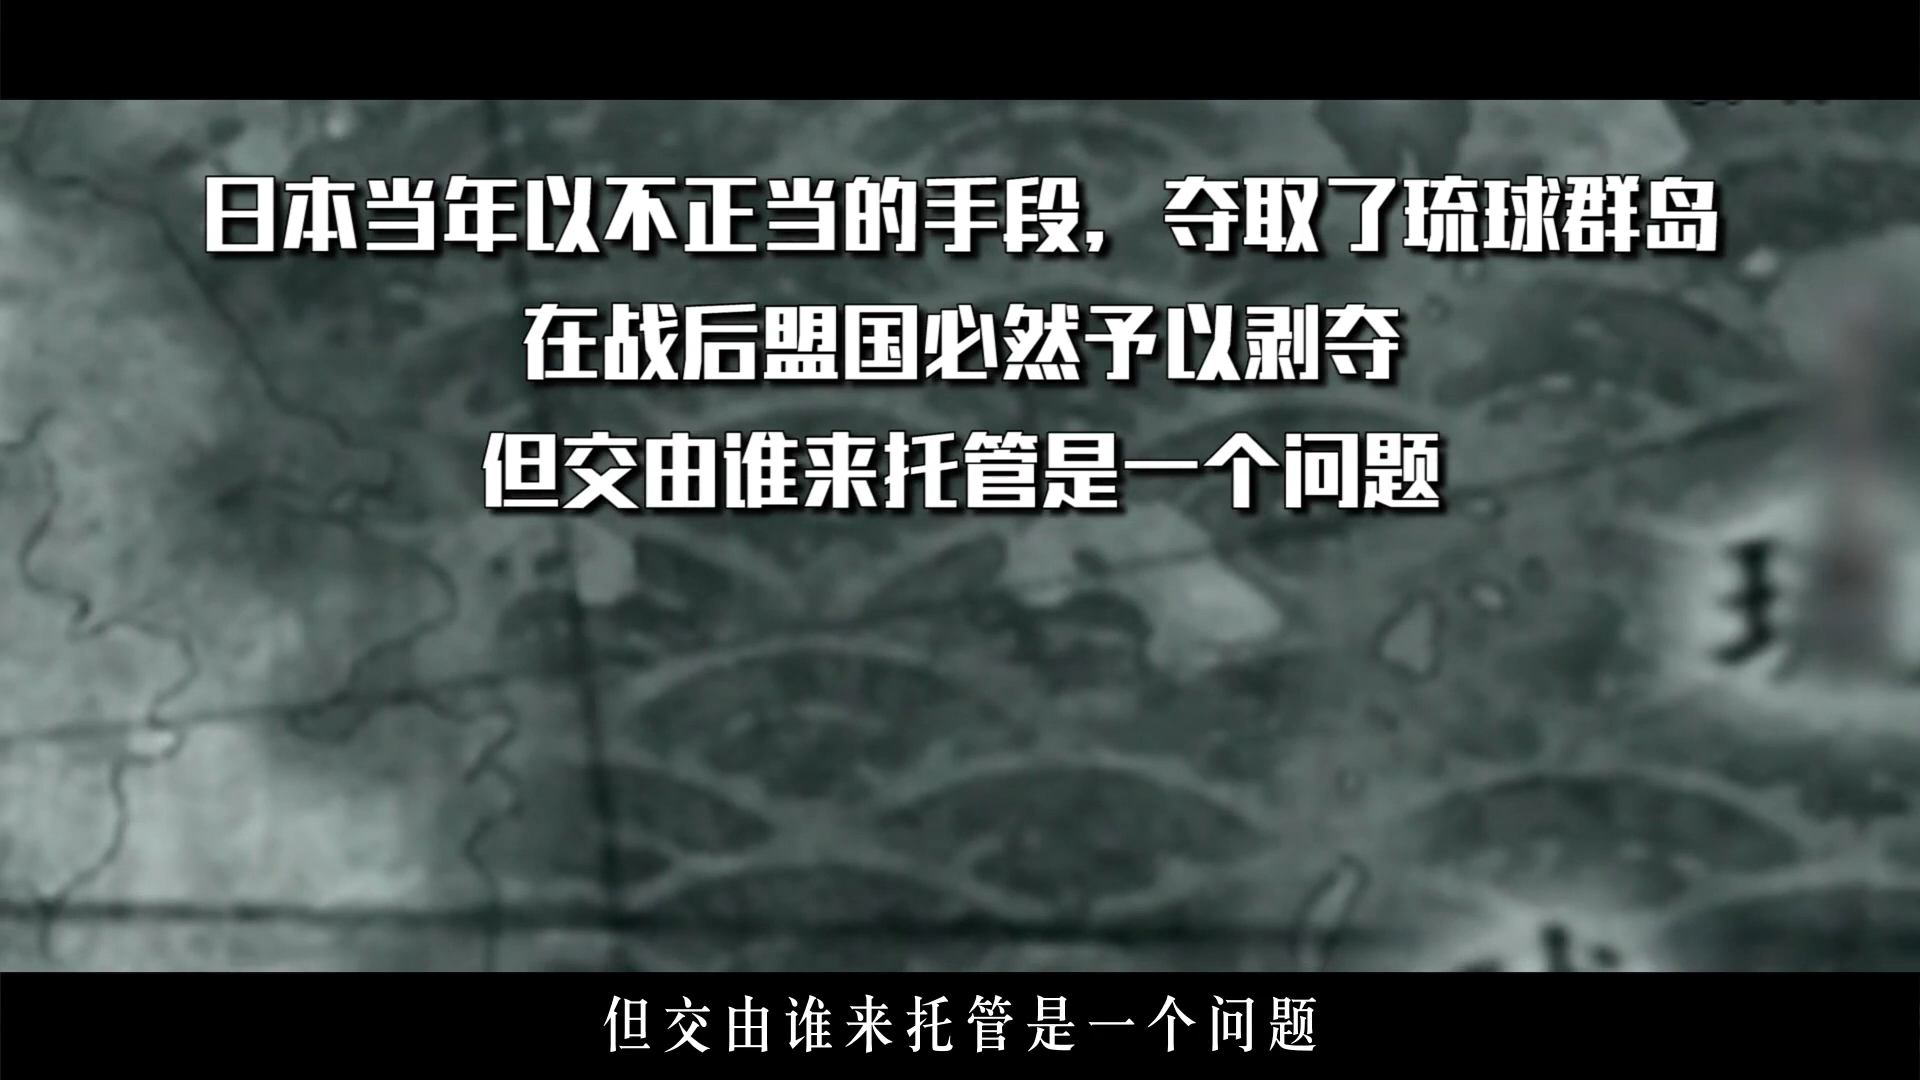 日本当年以不正当的手段，夺取了琉球群岛
在战后盟国必然予以剥夺
但交由谁来托管是一个问题
但交由谁来托管是一个问题